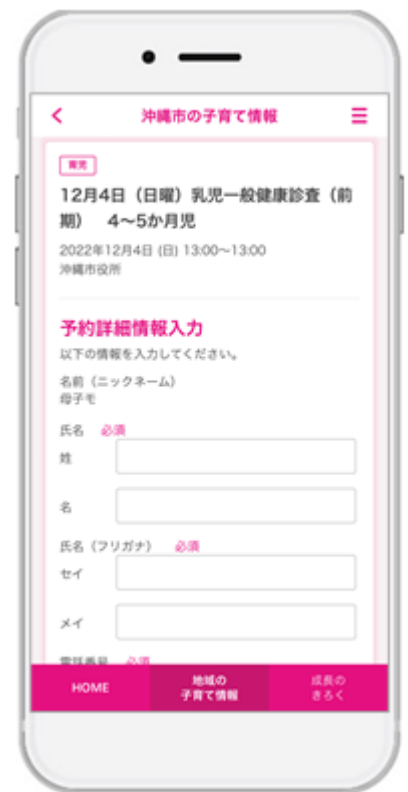 沖縄市の子育て情報
育児
12月4日（日曜）乳児一般健康診査（前
期）　4～5か月児
2022年12月4日 (日) 13:00～13:00
沖縄市役所
予約詳細情報入力
以下の情報を入力してください。
名前（ニックネーム）
母子モ
氏名　必須
姓
名
氏名（フリガナ）　必須
セイ
メイ
電話番号　必須
HOME
地域の
子育て情報
成長の
きろく